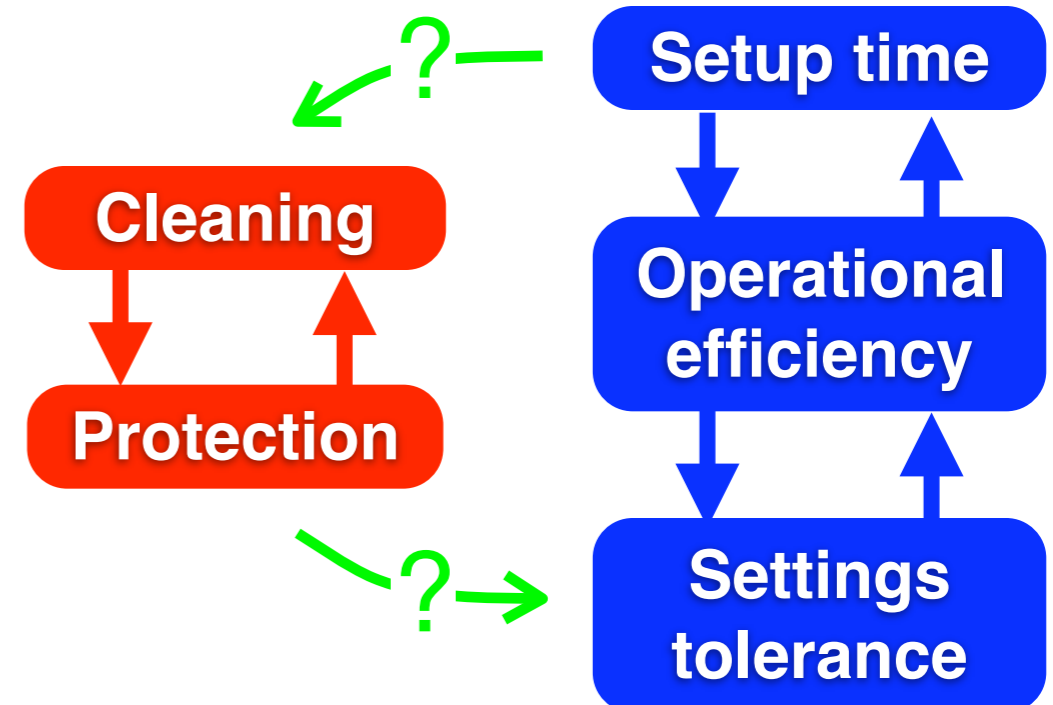 ?
Setup time
Cleaning
Operational
efficiency
Protection
?
Settings
tolerance